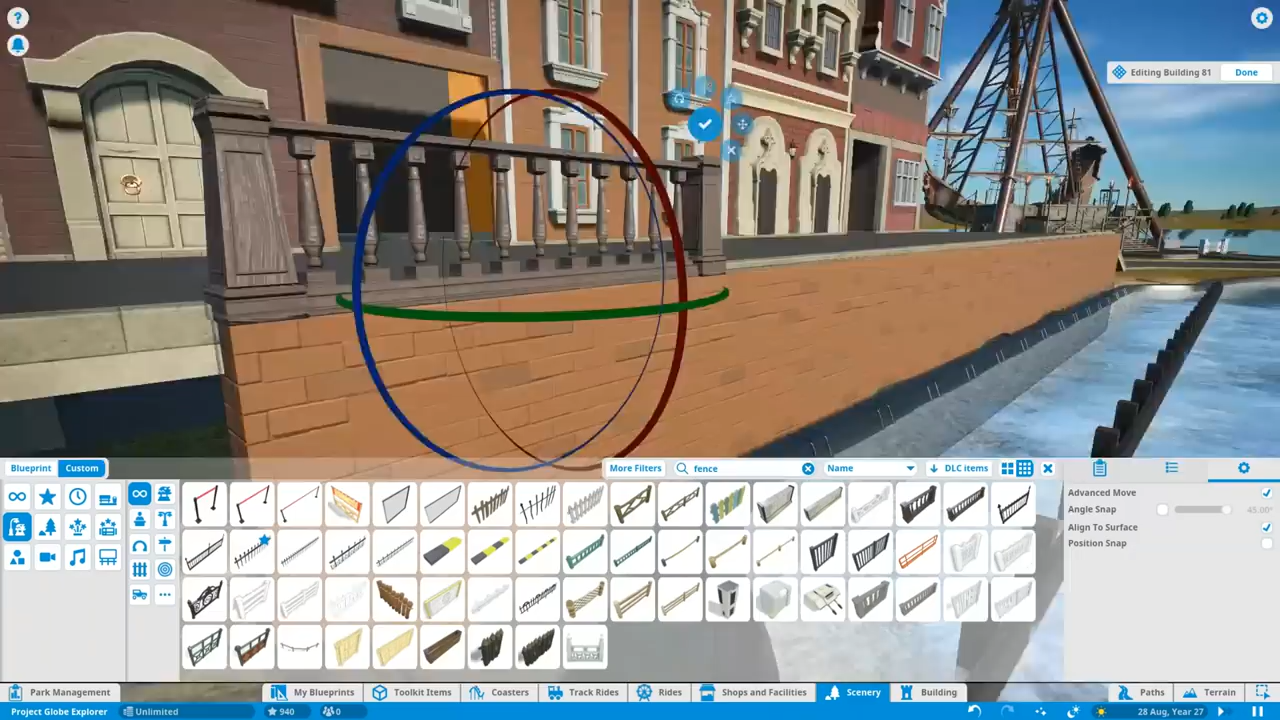 ?
Editing Building 81 Done
Blueprint Custom More Filters fence Name DLC items
Advanced Move
Angle Snap 45.00°
Align To Surface
Position Snap
Park Management My Blueprints Toolkit Items Coasters Track Rides Rides Shops and Facilities Scenery Building Paths Terrain
Project Globe Explorer Unlimited 940 0 28 Aug, Year 27